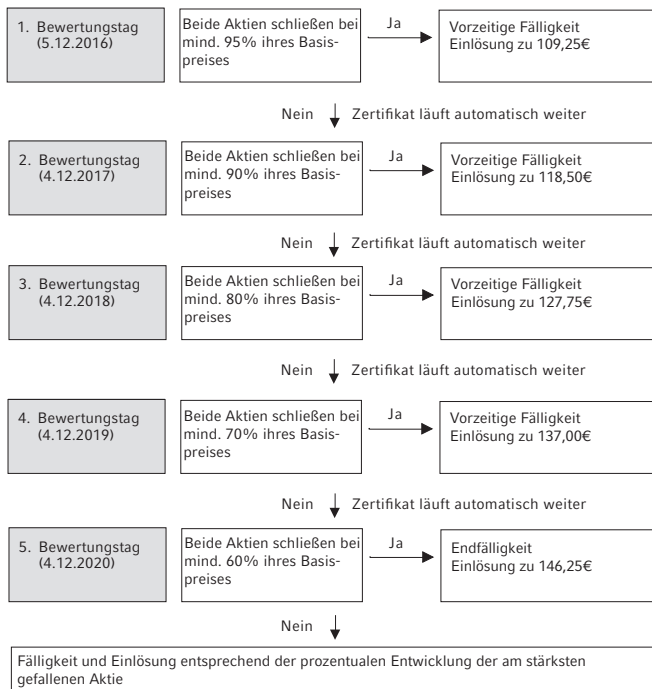 1. Bewertungstag
(5.12.2016)
Beide Aktien schließen bei
mind. 95% ihres Basis-
preises
Ja
Vorzeitige Fälligkeit
Einlösung zu 109,25€
Nein
Zertifikat läuft automatisch weiter
2. Bewertungstag
(4.12.2017)
Beide Aktien schließen bei
mind. 90% ihres Basis-
preises
Ja
Vorzeitige Fälligkeit
Einlösung zu 118,50€
Nein
Zertifikat läuft automatisch weiter
3. Bewertungstag
(4.12.2018)
Beide Aktien schließen bei
mind. 80% ihres Basis-
preises
Ja
Vorzeitige Fälligkeit
Einlösung zu 127,75€
Nein
Zertifikat läuft automatisch weiter
4. Bewertungstag
(4.12.2019)
Beide Aktien schließen bei
mind. 70% ihres Basis-
preises
Ja
Vorzeitige Fälligkeit
Einlösung zu 137,00€
Nein
Zertifikat läuft automatisch weiter
5. Bewertungstag
(4.12.2020)
Beide Aktien schließen bei
mind. 60% ihres Basis-
preises
Ja
Endfälligkeit
Einlösung zu 146,25€
Nein
Fälligkeit und Einlösung entsprechend der prozentualen Entwicklung der am stärksten
gefallenen Aktie